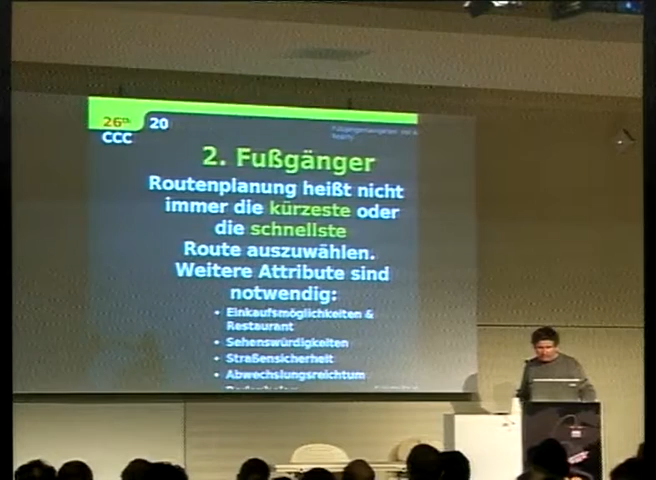 26th
CCC
20
2. Fußgänger
Routenplanung heißt nicht
immer die kürzeste oder
die schnellste
Route auszuwählen.
Weitere Attribute sind
notwendig:
• Einkaufsmöglichkeiten &
Restaurant
• Sehenswürdigkeiten
• Straßensicherheit
• Abwechslungsreichtum